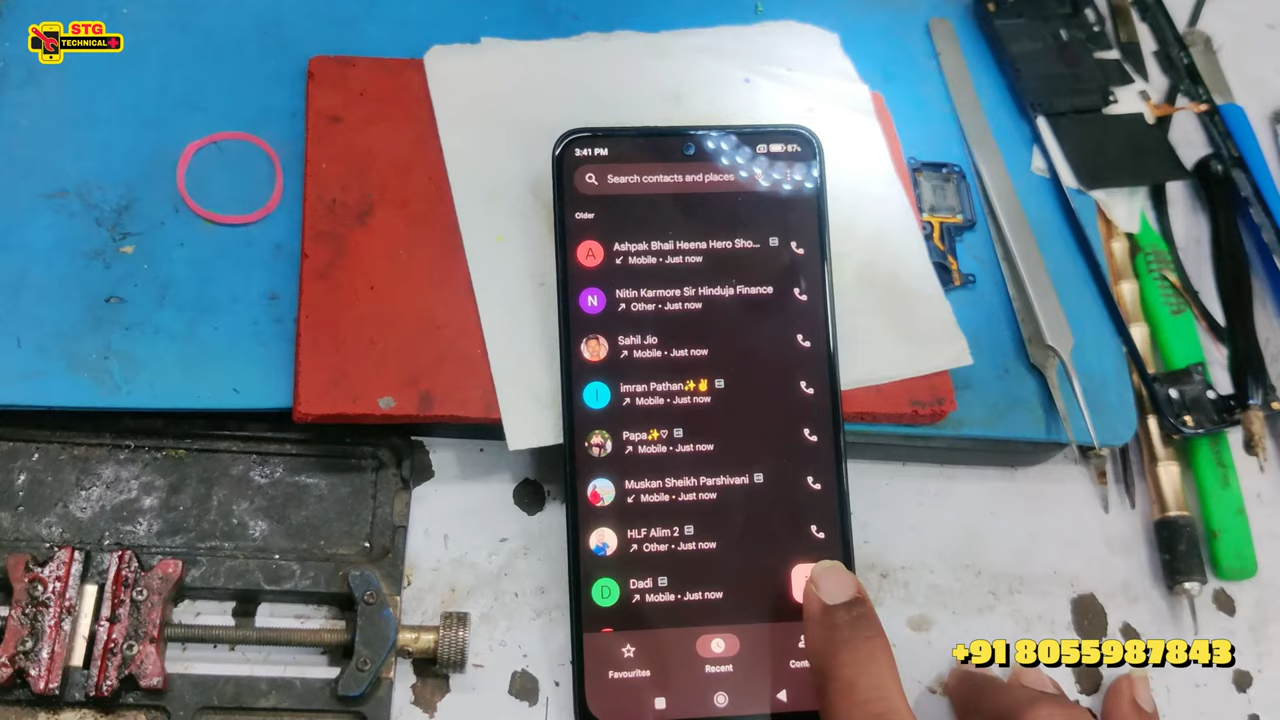 STG
TECHNICAL
3:41 PM
87%
Search contacts and places
Older
A
Ashpak Bhaii Heena Hero Sho...
↙ Mobile • Just now
N
Nitin Karmore Sir Hinduja Finance
↗ Other • Just now
Sahil Jio
↗ Mobile • Just now
I
imran Pathan✨✌
↗ Mobile • Just now
Papa✨♡
↗ Mobile • Just now
Muskan Sheikh Parshivani
↙ Mobile • Just now
HLF Alim 2
↗ Other • Just now
D
Dadi
↗ Mobile • Just now
Favourites
Recent
Cont
+91 8055987843